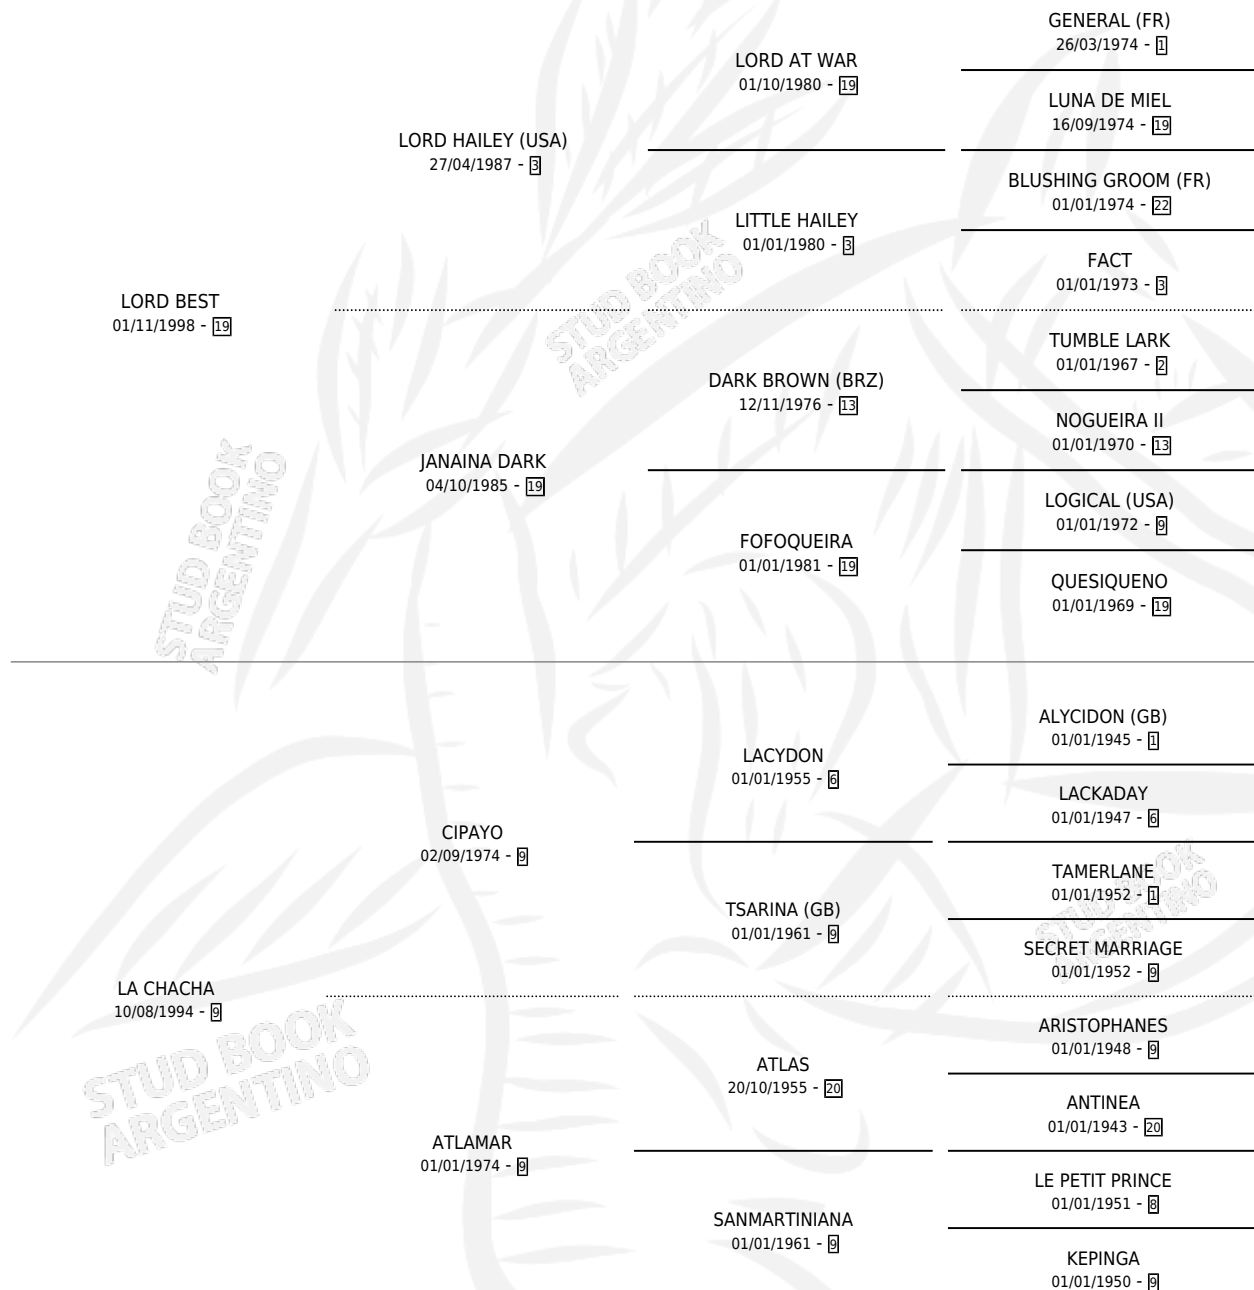 GENERAL (FR)
26/03/1974 - 1
LORD AT WAR
01/10/1980 - 19
LUNA DE MIEL
16/09/1974 - 19
LORD HAILEY (USA)
27/04/1987 - 3
BLUSHING GROOM (FR)
01/01/1974 - 22
LITTLE HAILEY
01/01/1980 - 3
FACT
01/01/1973 - 3
LORD BEST
01/11/1998 - 19
TUMBLE LARK
01/01/1967 - 2
DARK BROWN (BRZ)
12/11/1976 - 13
NOGUEIRA II
01/01/1970 - 13
JANAINA DARK
04/10/1985 - 19
LOGICAL (USA)
01/01/1972 - 9
FOFOQUEIRA
01/01/1981 - 19
QUESIQUENO
01/01/1969 - 19
ALYCIDON (GB)
01/01/1945 - 1
LACYDON
01/01/1955 - 6
LACKADAY
01/01/1947 - 6
CIPAYO
02/09/1974 - 9
TAMERLANE
01/01/1952 - 1
TSARINA (GB)
01/01/1961 - 9
SECRET MARRIAGE
01/01/1952 - 9
LA CHACHA
10/08/1994 - 9
ARISTOPHANES
01/01/1948 - 9
ATLAS
20/10/1955 - 20
ANTINEA
01/01/1943 - 20
ATLAMAR
01/01/1974 - 9
LE PETIT PRINCE
01/01/1951 - 8
SANMARTINIANA
01/01/1961 - 9
KEPINGA
01/01/1950 - 9
STUD BOOK
ARGENTINO
STUD BOOK
ARGENTINO
STUD BOOK
ARGENTINO
STUD BOOK
ARGENTINO